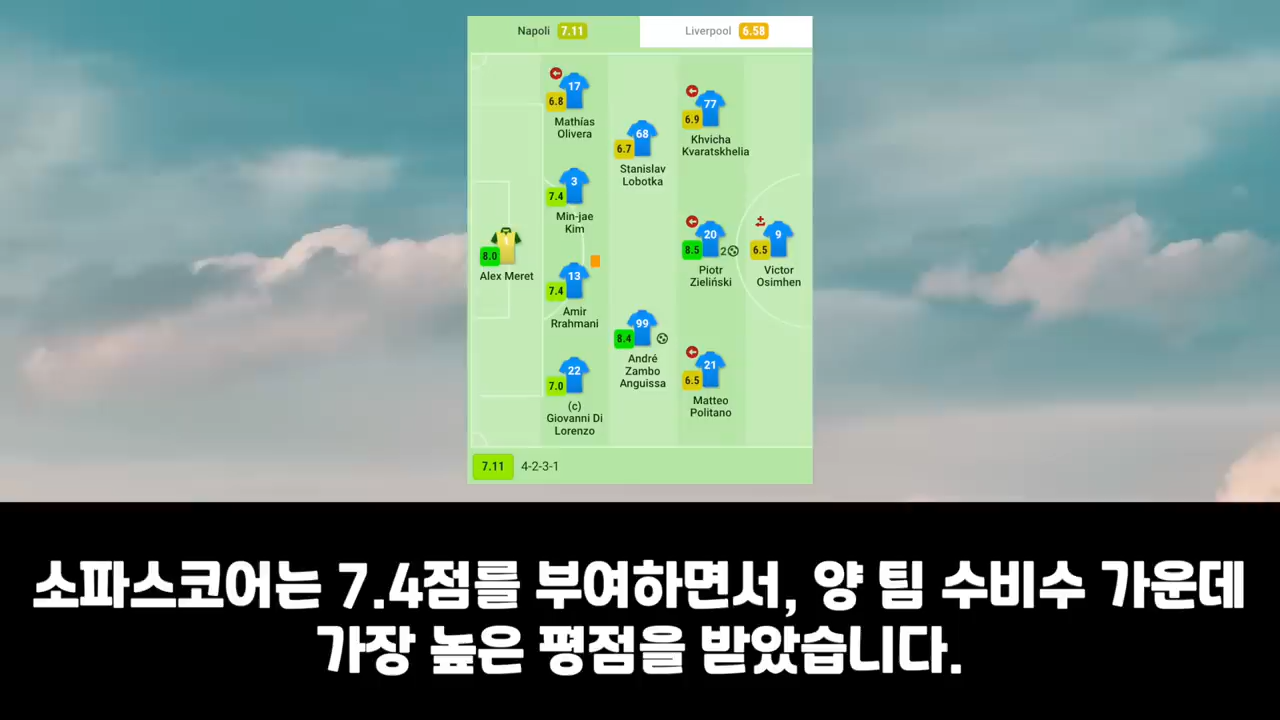 Napoli 7.11
Liverpool 6.58
17
6.8
Mathías
Olivera
77
6.9
Khvicha
Kvaratskhelia
68
6.7
Stanislav
Lobotka
3
7.4
Min-jae
Kim
1
8.0
Alex Meret
20
8.5
2
Piotr
Zieliński
9
6.5
Victor
Osimhen
13
7.4
Amir
Rrahmani
99
8.4
André
Zambo
Anguissa
22
7.0
(c)
Giovanni Di
Lorenzo
21
6.5
Matteo
Politano
7.11 4-2-3-1
소파스코어는 7.4점를 부여하면서, 양 팀 수비수 가운데
가장 높은 평점을 받았습니다.